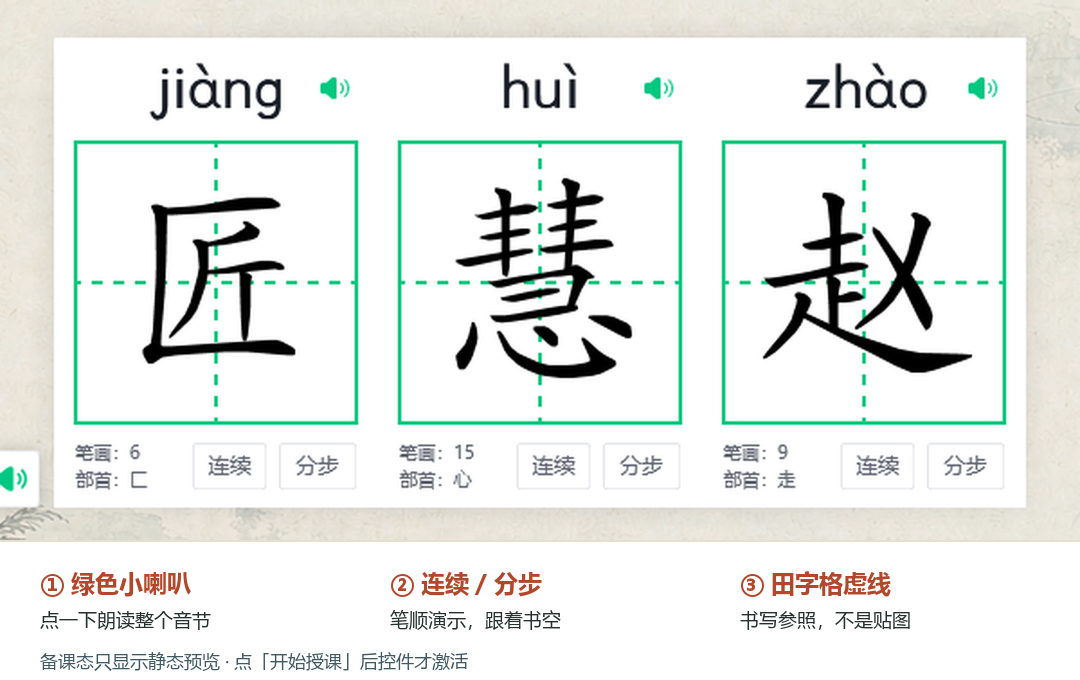 jiàng huì zhào
匠 慧 赵
笔画：6 连续 分步 笔画：15 连续 分步 笔画：9 连续 分步
部首：匚 部首：心 部首：走
① 绿色小喇叭 ② 连续 / 分步 ③ 田字格虚线
点一下朗读整个音节 笔顺演示，跟着书空 书写参照，不是贴图
备课态只显示静态预览 · 点「开始授课」后控件才激活